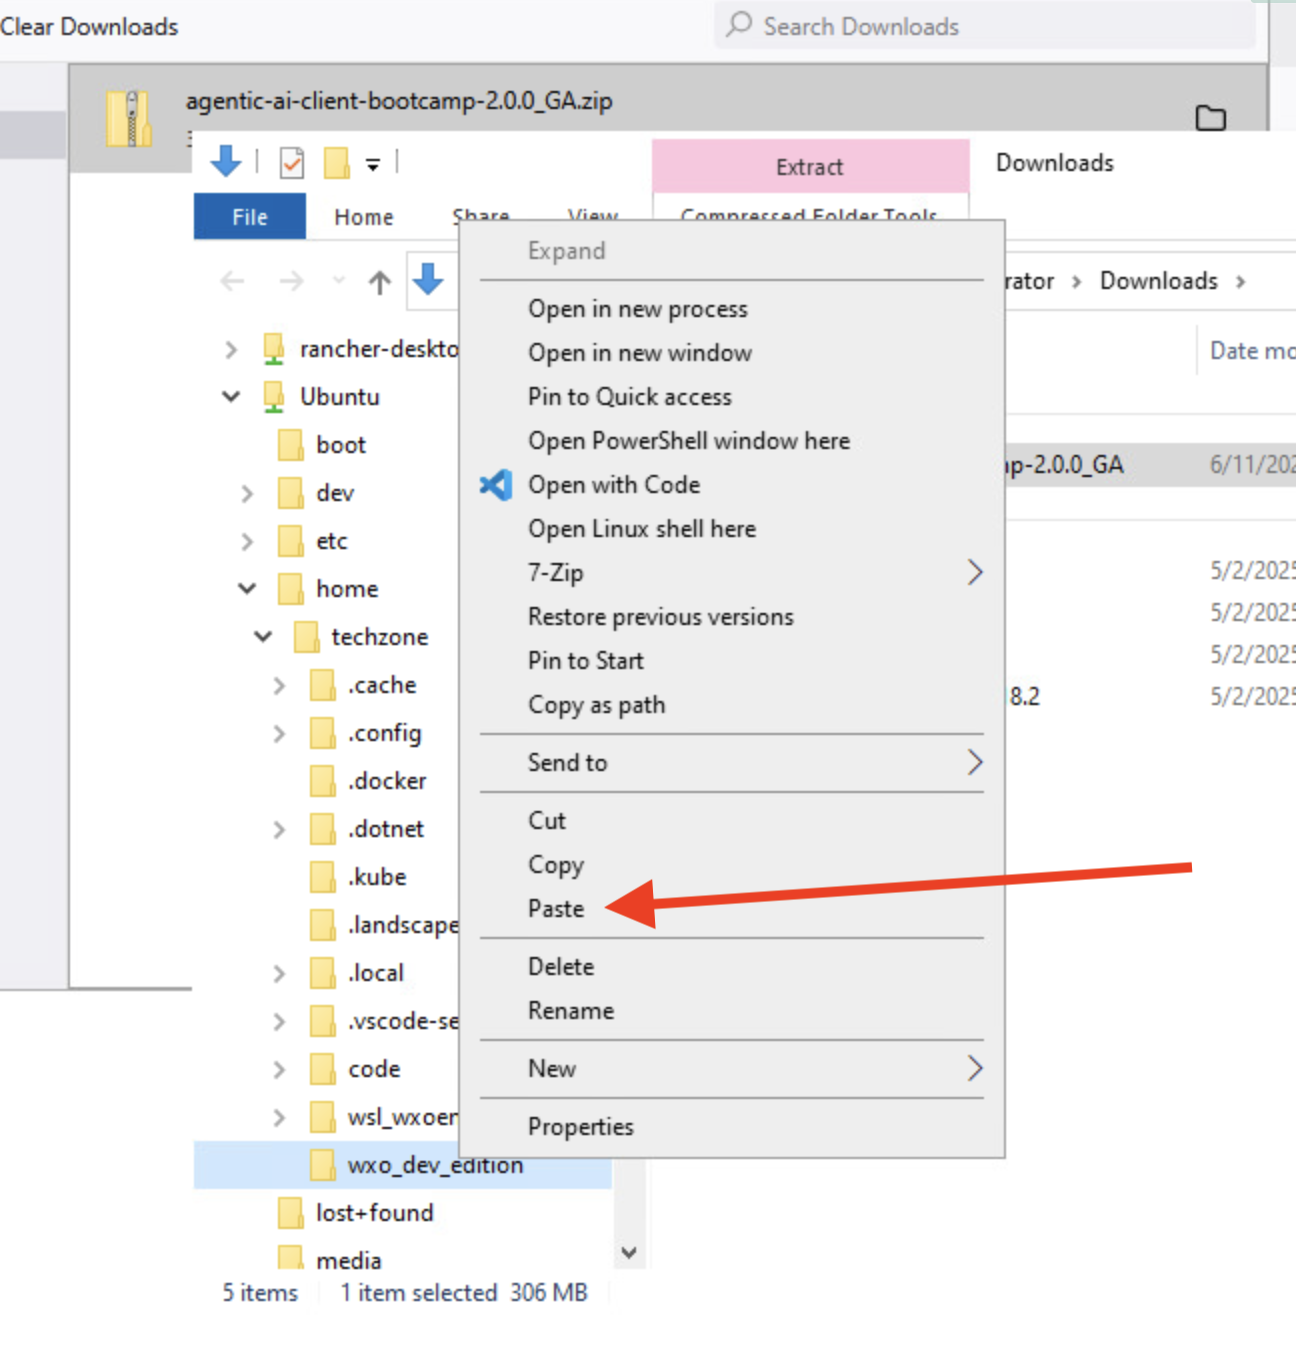 Clear Downloads
Search Downloads
agentic-ai-client-bootcamp-2.0.0_GA.zip
Extract
Downloads
File Home Share View Compressed Folder Tools
Expand
rator > Downloads >
Open in new process
rancher-deskto
Open in new window
Date mo
Ubuntu
Pin to Quick access
boot
Open PowerShell window here
p-2.0.0_GA
6/11/202
dev
Open with Code
etc
Open Linux shell here
7-Zip
5/2/2025
home
Restore previous versions
5/2/2025
techzone
Pin to Start
5/2/2025
.cache
Copy as path
8.2
5/2/2025
.config
Send to
.docker
Cut
.dotnet
Copy
.kube
Paste
.landscape
Delete
.local
Rename
.vscode-se
New
code
Properties
wsl_wxoer
wxo_dev_edition
lost+found
media
5 items 1 item selected 306 MB